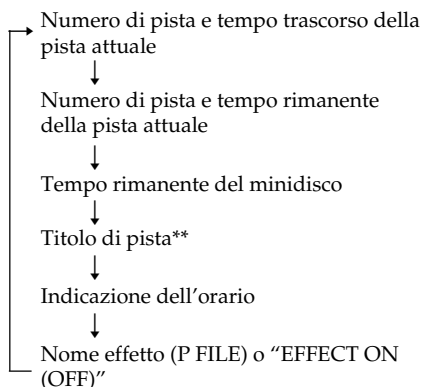 Numero di pista e tempo trascorso della
pista attuale
Numero di pista e tempo rimanente
della pista attuale
Tempo rimanente del minidisco
Titolo di pista**
Indicazione dell’orario
Nome effetto (P FILE) o “EFFECT ON
(OFF)”